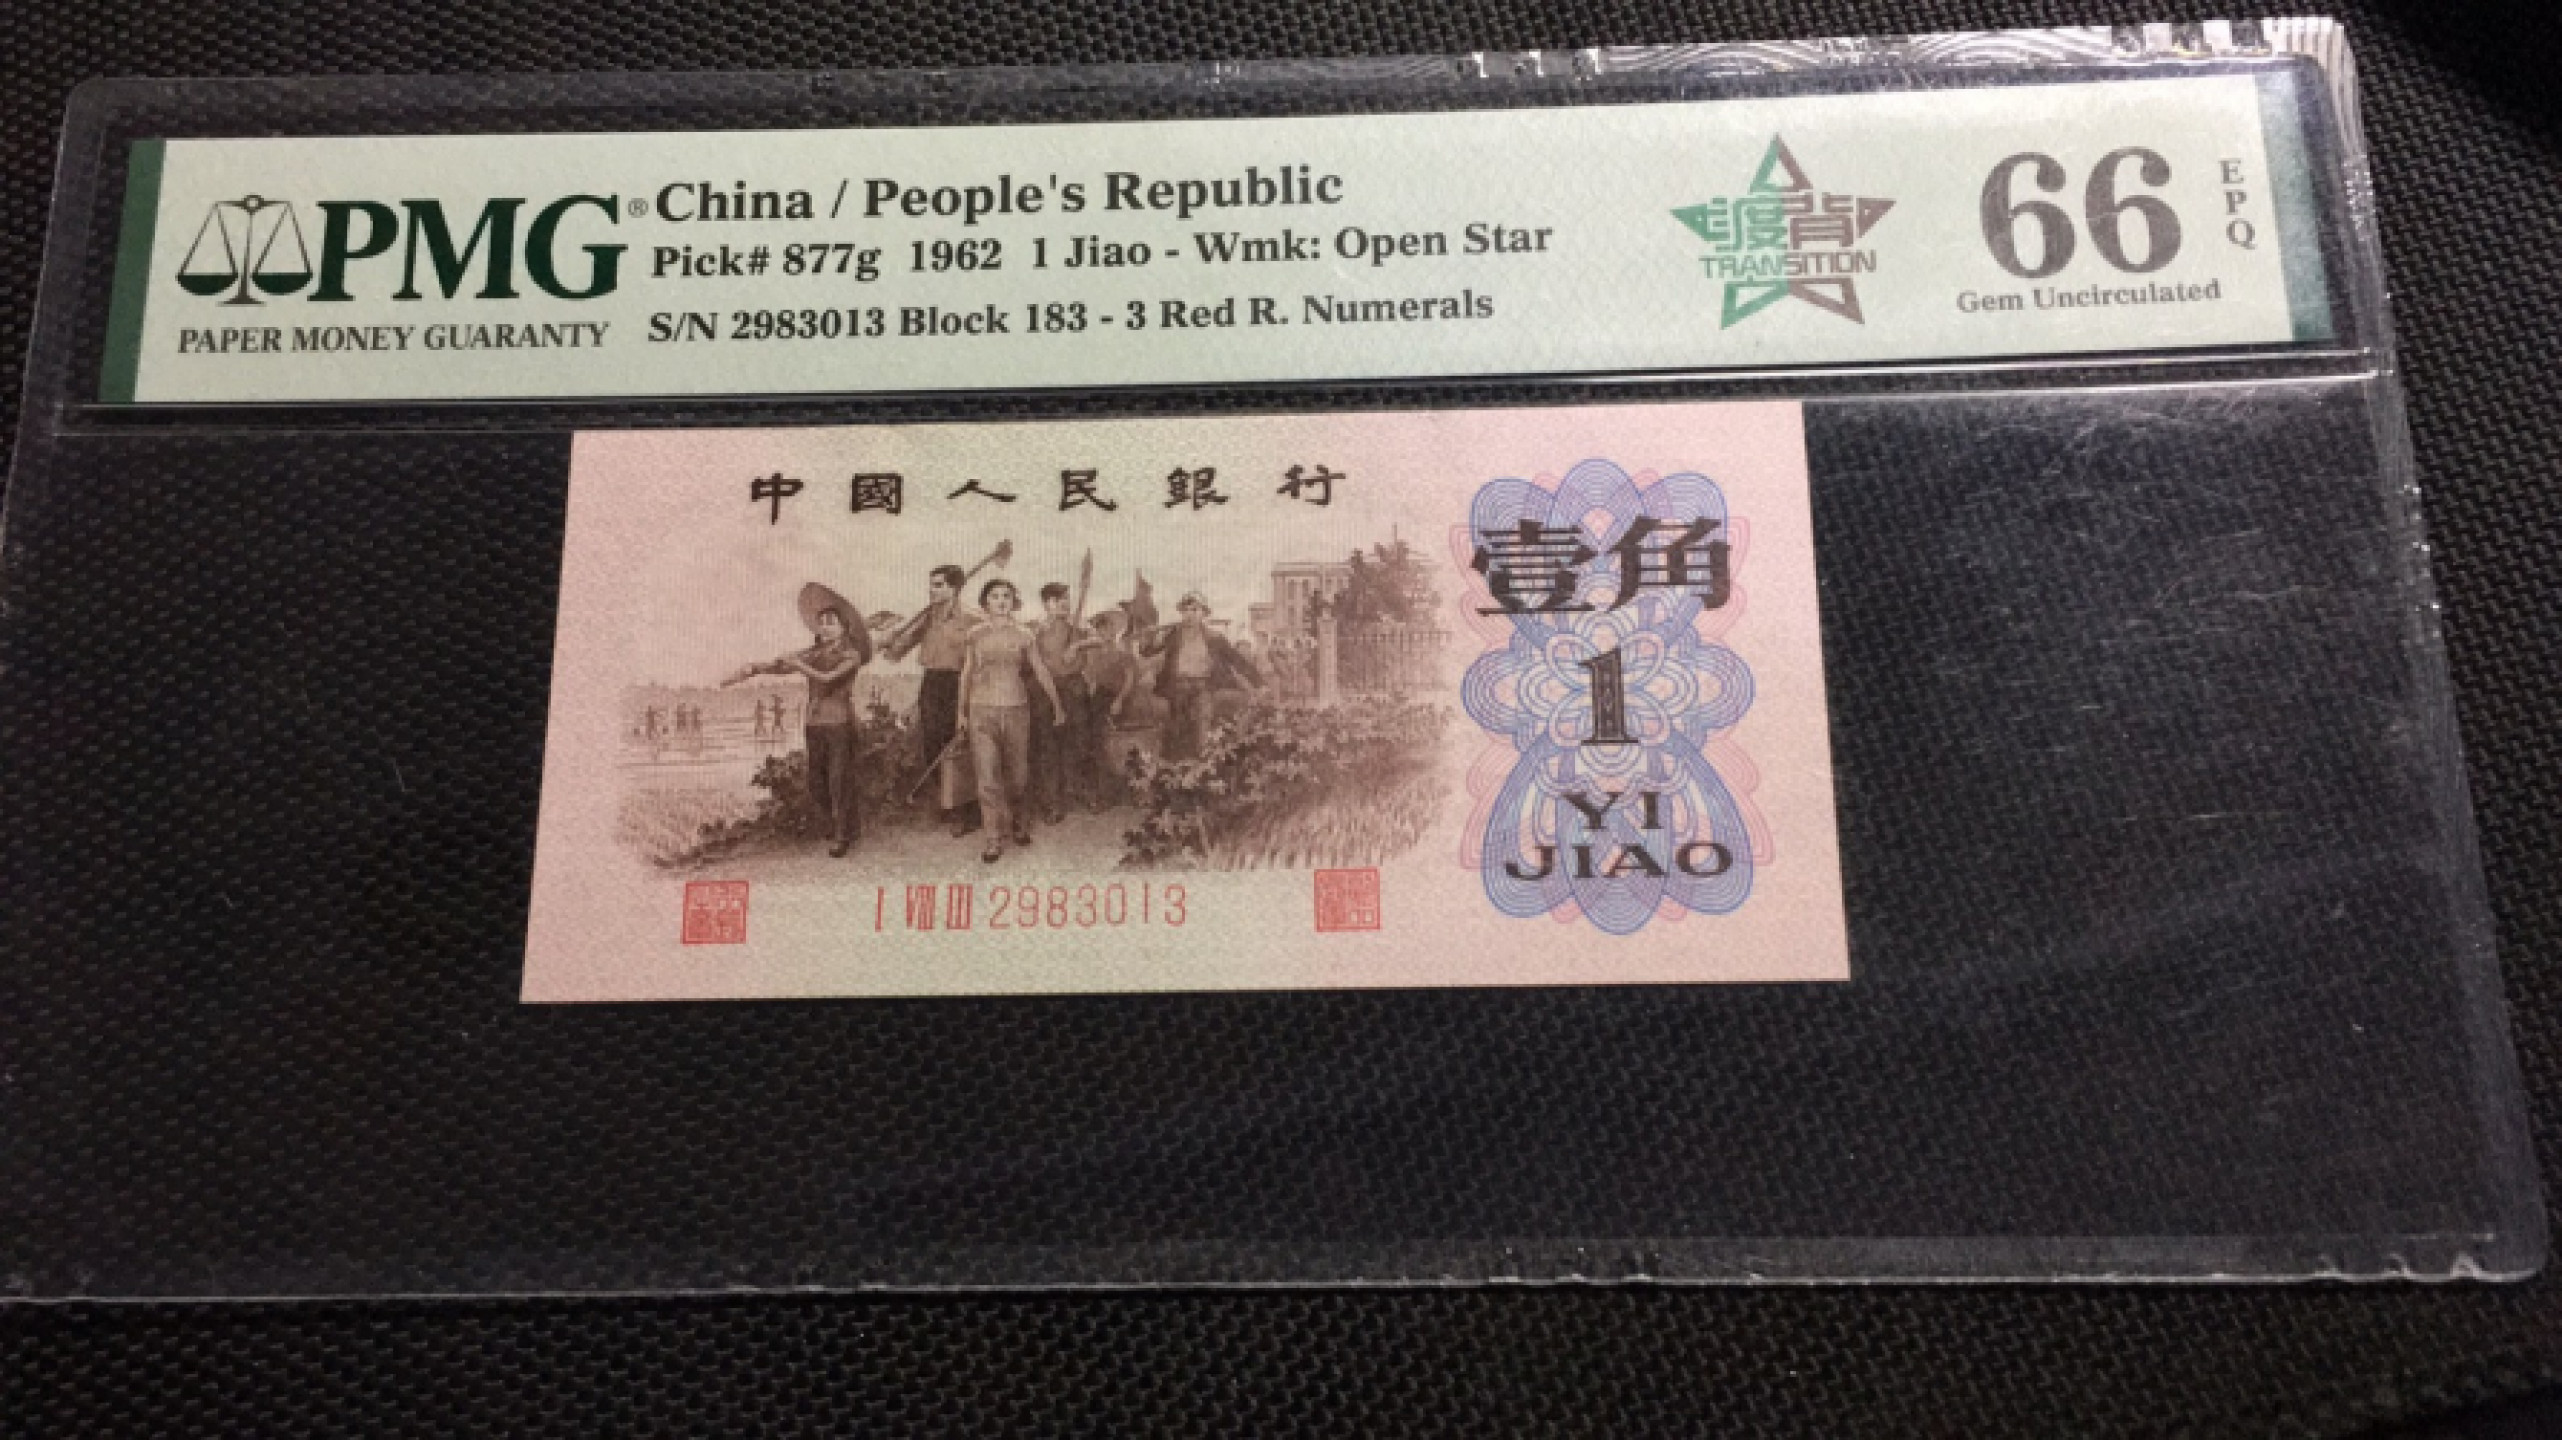 PMG®
PAPER MONEY GUARANTY
China / People's Republic
Pick# 877g 1962 1 Jiao - Wmk: Open Star
S/N 2983013 Block 183 - 3 Red R. Numerals
渡背
TRANSITION
66
EPQ
Gem Uncirculated
中國人民銀行
壹角
1
YI
JIAO
I VIII III 2983013